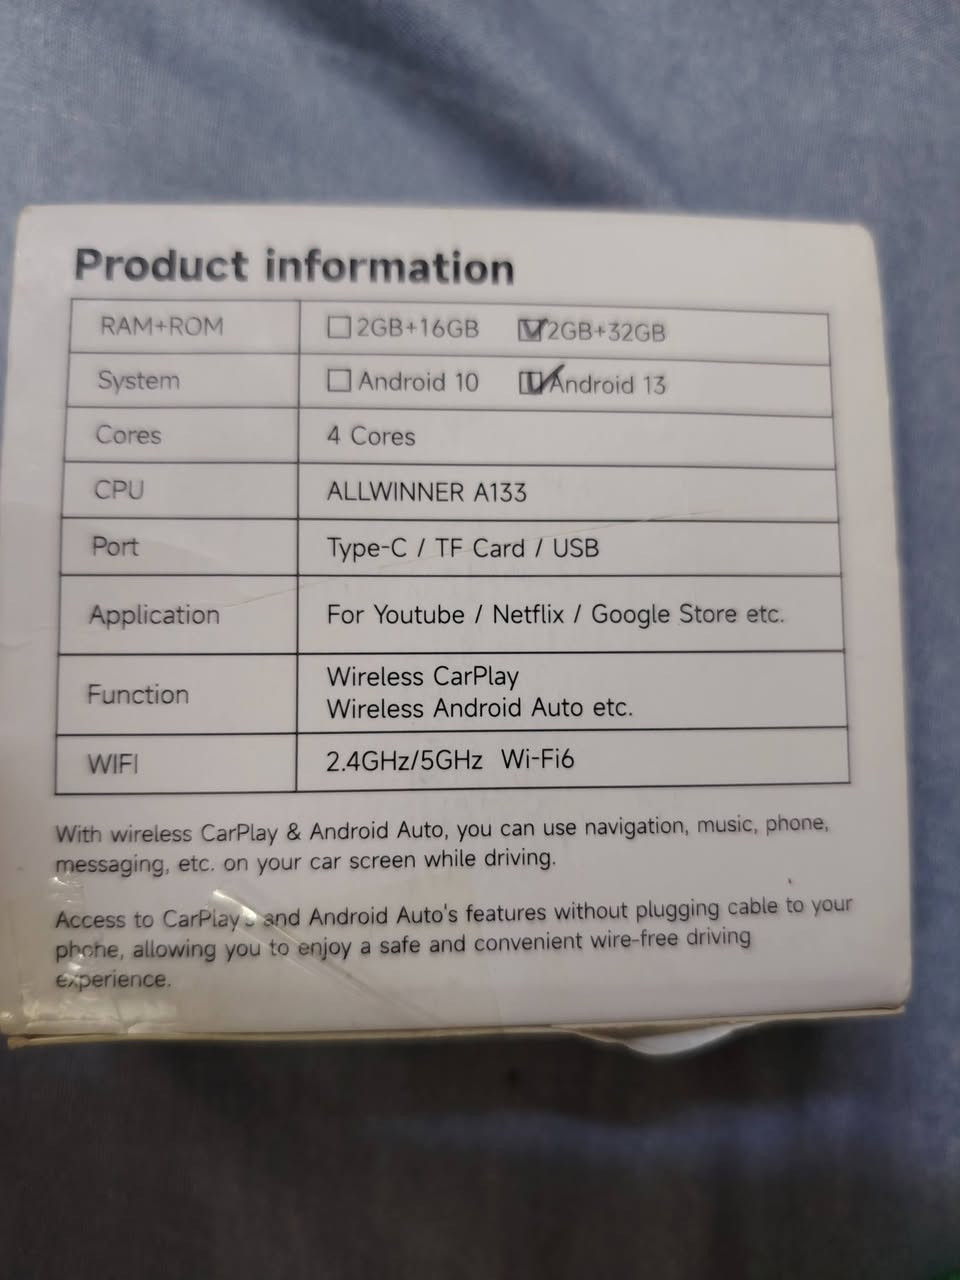 Product information
RAM+ROM 2GB+16GB 2GB+32GB
System Android 10 Android 13
Cores 4 Cores
CPU ALLWINNER A133
Port Type-C / TF Card / USB
Application For Youtube / Netflix / Google Store etc.
Function Wireless CarPlay
Wireless Android Auto etc.
WIFI 2.4GHz/5GHz Wi-Fi6
With wireless CarPlay & Android Auto, you can use navigation, music, phone,
messaging, etc. on your car screen while driving.
Access to CarPlay's and Android Auto's features without plugging cable to your
phone, allowing you to enjoy a safe and convenient wire-free driving
experience.